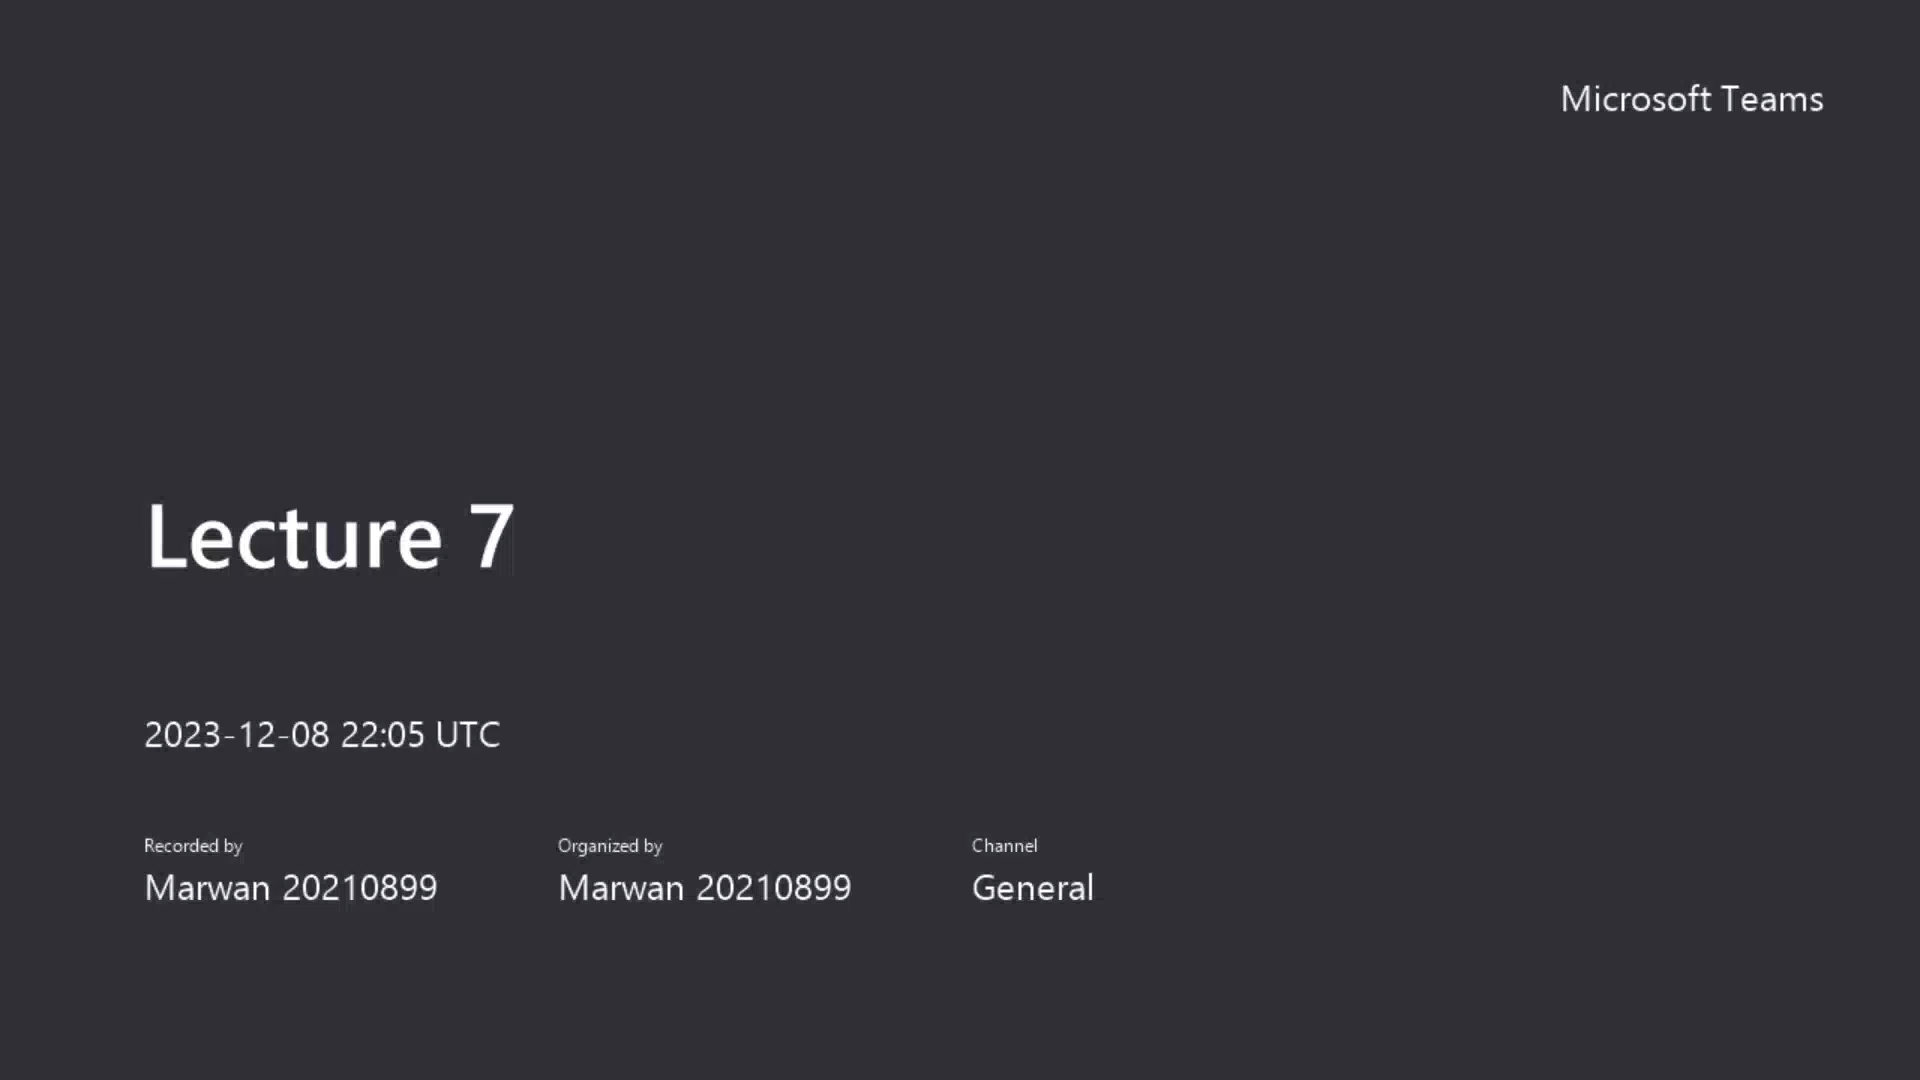 Microsoft Teams
Lecture 7
2023-12-08 22:05 UTC
Recorded by
Marwan 20210899
Organized by
Marwan 20210899
Channel
General